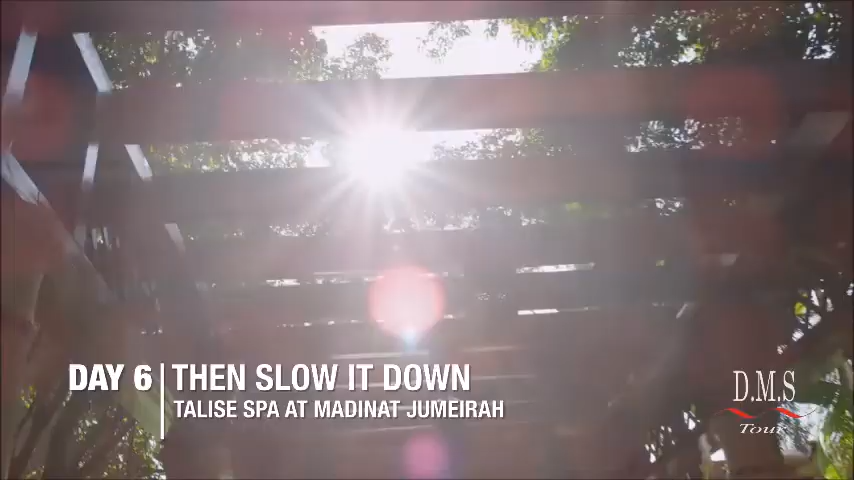 DAY 6
THEN SLOW IT DOWN
TALISE SPA AT MADINAT JUMEIRAH
D.M.S
Tour